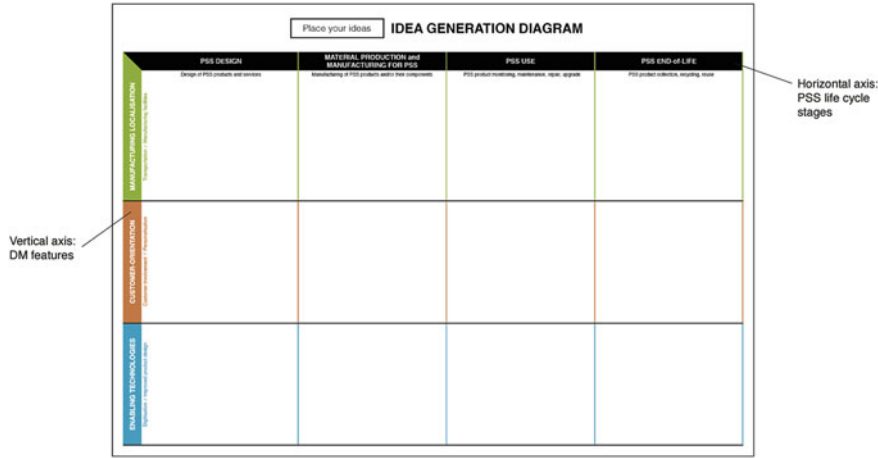 Place your ideas
IDEA GENERATION DIAGRAM
PSS DESIGN
MATERIAL PRODUCTION and
MANUFACTURING FOR PSS
PSS USE
PSS END-of-LIFE
Design of PSS products and services
Manufacturing of PSS products and/or their components
PSS product monitoring, maintenance, repair, upgrade
PSS product collection, recycling, reuse
Horizontal axis:
PSS life cycle
stages
MANUFACTURING LOCALISATION
Transportation / Manufacturing facilities
Vertical axis:
DM features
CUSTOMER-ORIENTATION
Customer involvement / Personalisation
ENABLING TECHNOLOGIES
Digitisation / Improved product design